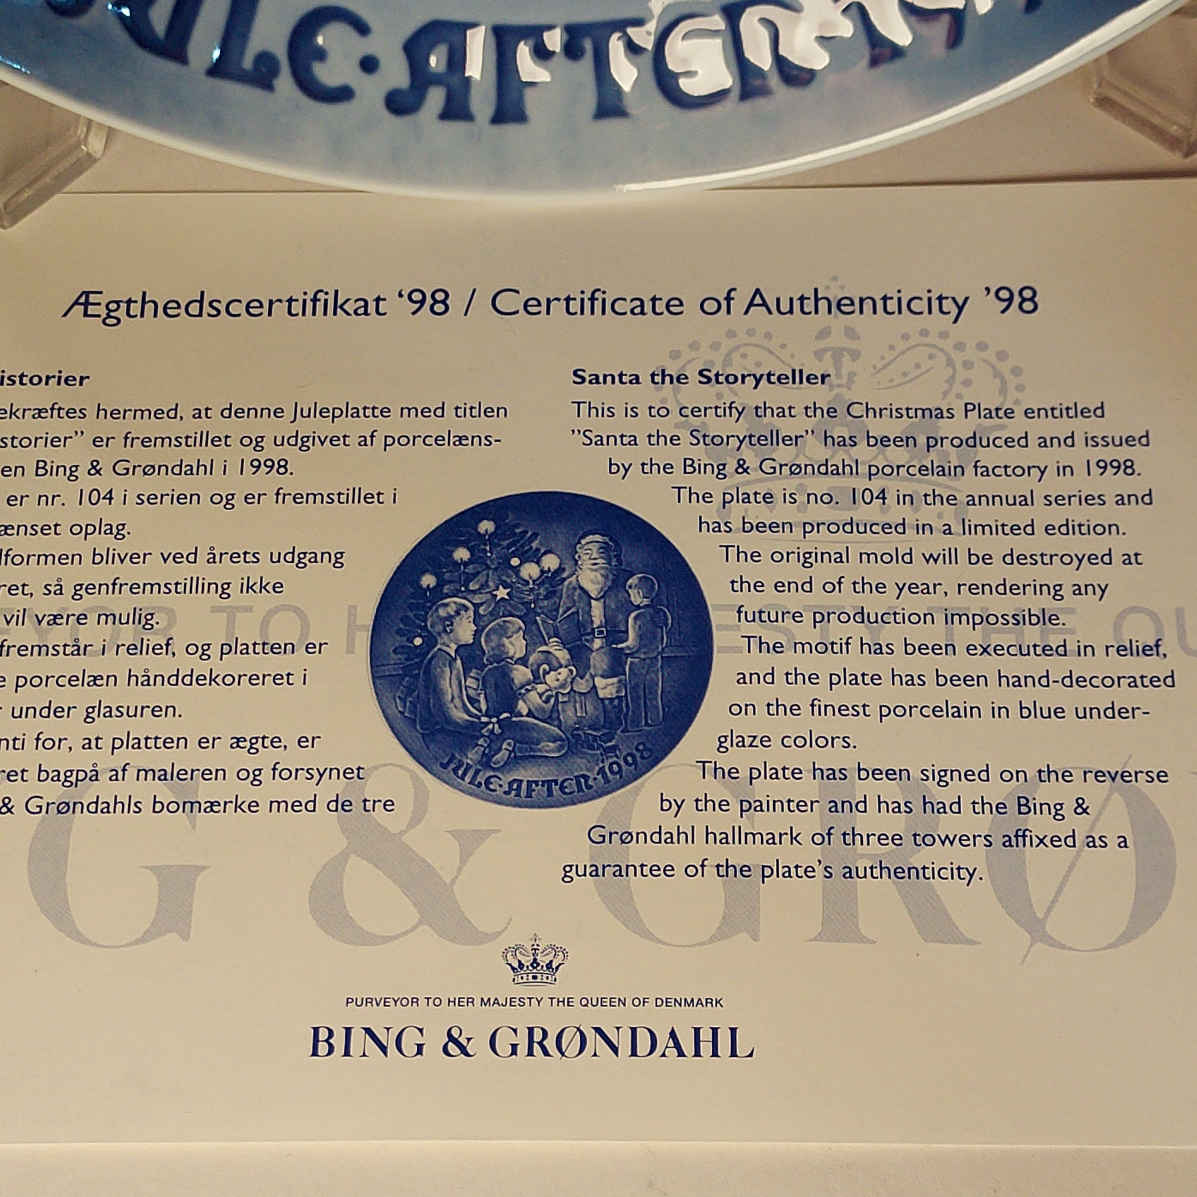 JULE·AFTER·
Ægthedscertifikat ‘98 / Certificate of Authenticity ’98
istorier
ekræftes hermed, at denne Juleplatte med titlen
storier” er fremstillet og udgivet af porcelæns-
en Bing & Grøndahl i 1998.
er nr. 104 i serien og er fremstillet i
ænset oplag.
lformen bliver ved årets udgang
ret, så genfremstilling ikke
vil være mulig.
fremstår i relief, og platten er
e porcelæn hånddekoreret i
r under glasuren.
nti for, at platten er ægte, er
ret bagpå af maleren og forsynet
& Grøndahls bomærke med de tre
Santa the Storyteller
This is to certify that the Christmas Plate entitled
”Santa the Storyteller” has been produced and issued
by the Bing & Grøndahl porcelain factory in 1998.
The plate is no. 104 in the annual series and
has been produced in a limited edition.
The original mold will be destroyed at
the end of the year, rendering any
future production impossible.
The motif has been executed in relief,
and the plate has been hand-decorated
on the finest porcelain in blue under-
glaze colors.
The plate has been signed on the reverse
by the painter and has had the Bing &
Grøndahl hallmark of three towers affixed as a
guarantee of the plate’s authenticity.
JULE·AFTER·1998
YOR TO H MAJESTY THE QU
G & GRØ
PURVEYOR TO HER MAJESTY THE QUEEN OF DENMARK
BING & GRØNDAHL